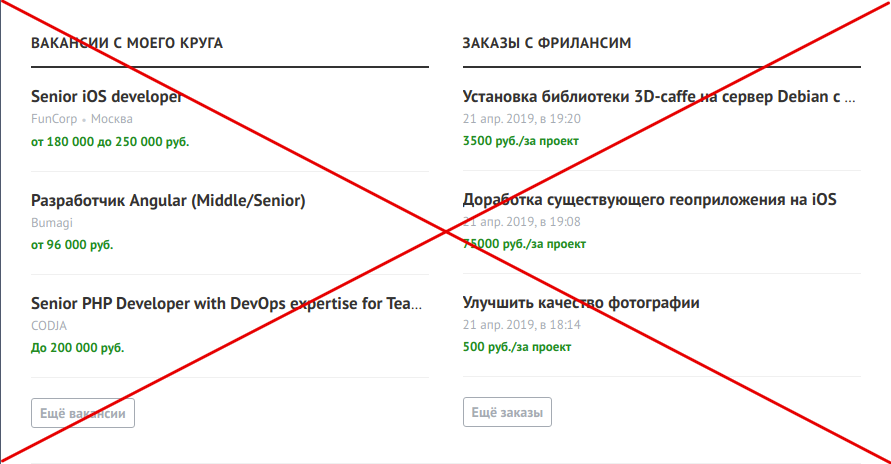 ВАКАНСИИ С МОЕГО КРУГА
Senior iOS developer
FunCorp • Москва
от 180 000 до 250 000 руб.
Разработчик Angular (Middle/Senior)
Bumagi
от 96 000 руб.
Senior PHP Developer with DevOps expertise for Tea...
CODJA
До 200 000 руб.
Ещё вакансии
ЗАКАЗЫ С ФРИЛАНСИМ
Установка библиотеки 3D-caffe на сервер Debian с ...
21 апр. 2019, в 19:20
3500 руб./за проект
Доработка существующего геоприложения на iOS
21 апр. 2019, в 19:08
75000 руб./за проект
Улучшить качество фотографии
21 апр. 2019, в 18:14
500 руб./за проект
Ещё заказы